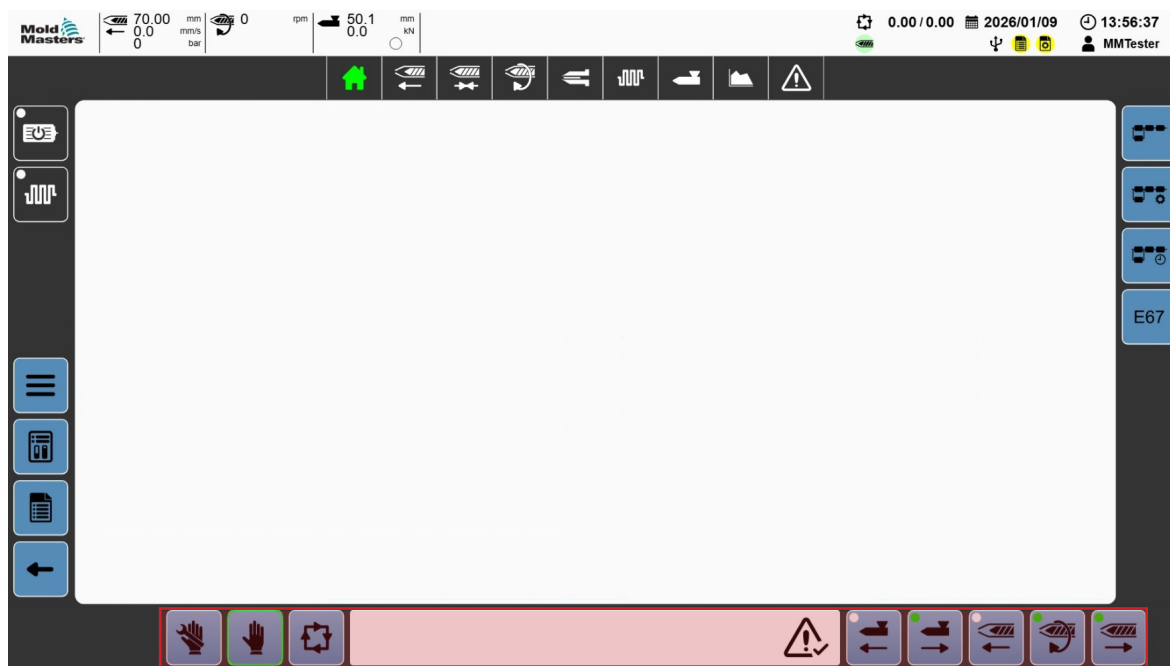 Mold
Masters
70.00 mm
0.0 mm/s
0 bar
0 rpm
50.1 mm
0.0 kN
0.00 / 0.00
2026/01/09
13:56:37
MMTester
E67